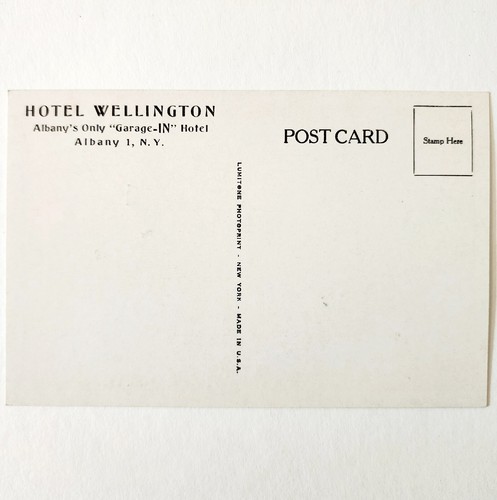 HOTEL WELLINGTON
Albany's Only "Garage-IN" Hotel
Albany 1, N.Y.
POST CARD
Stamp Here
LUMITONE PHOTOPRINT - NEW YORK - MADE IN U.S.A.